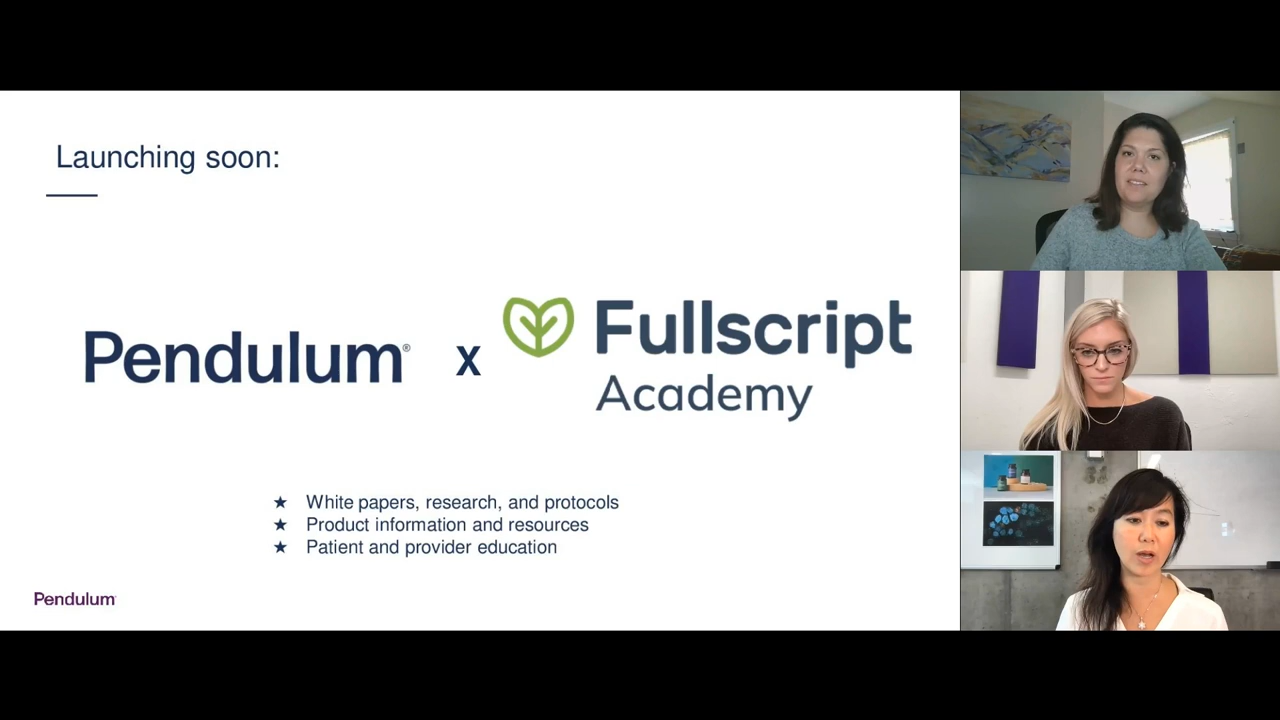 Launching soon:
Pendulum®
x
Fullscript
Academy
★ White papers, research, and protocols
★ Product information and resources
★ Patient and provider education
Pendulum